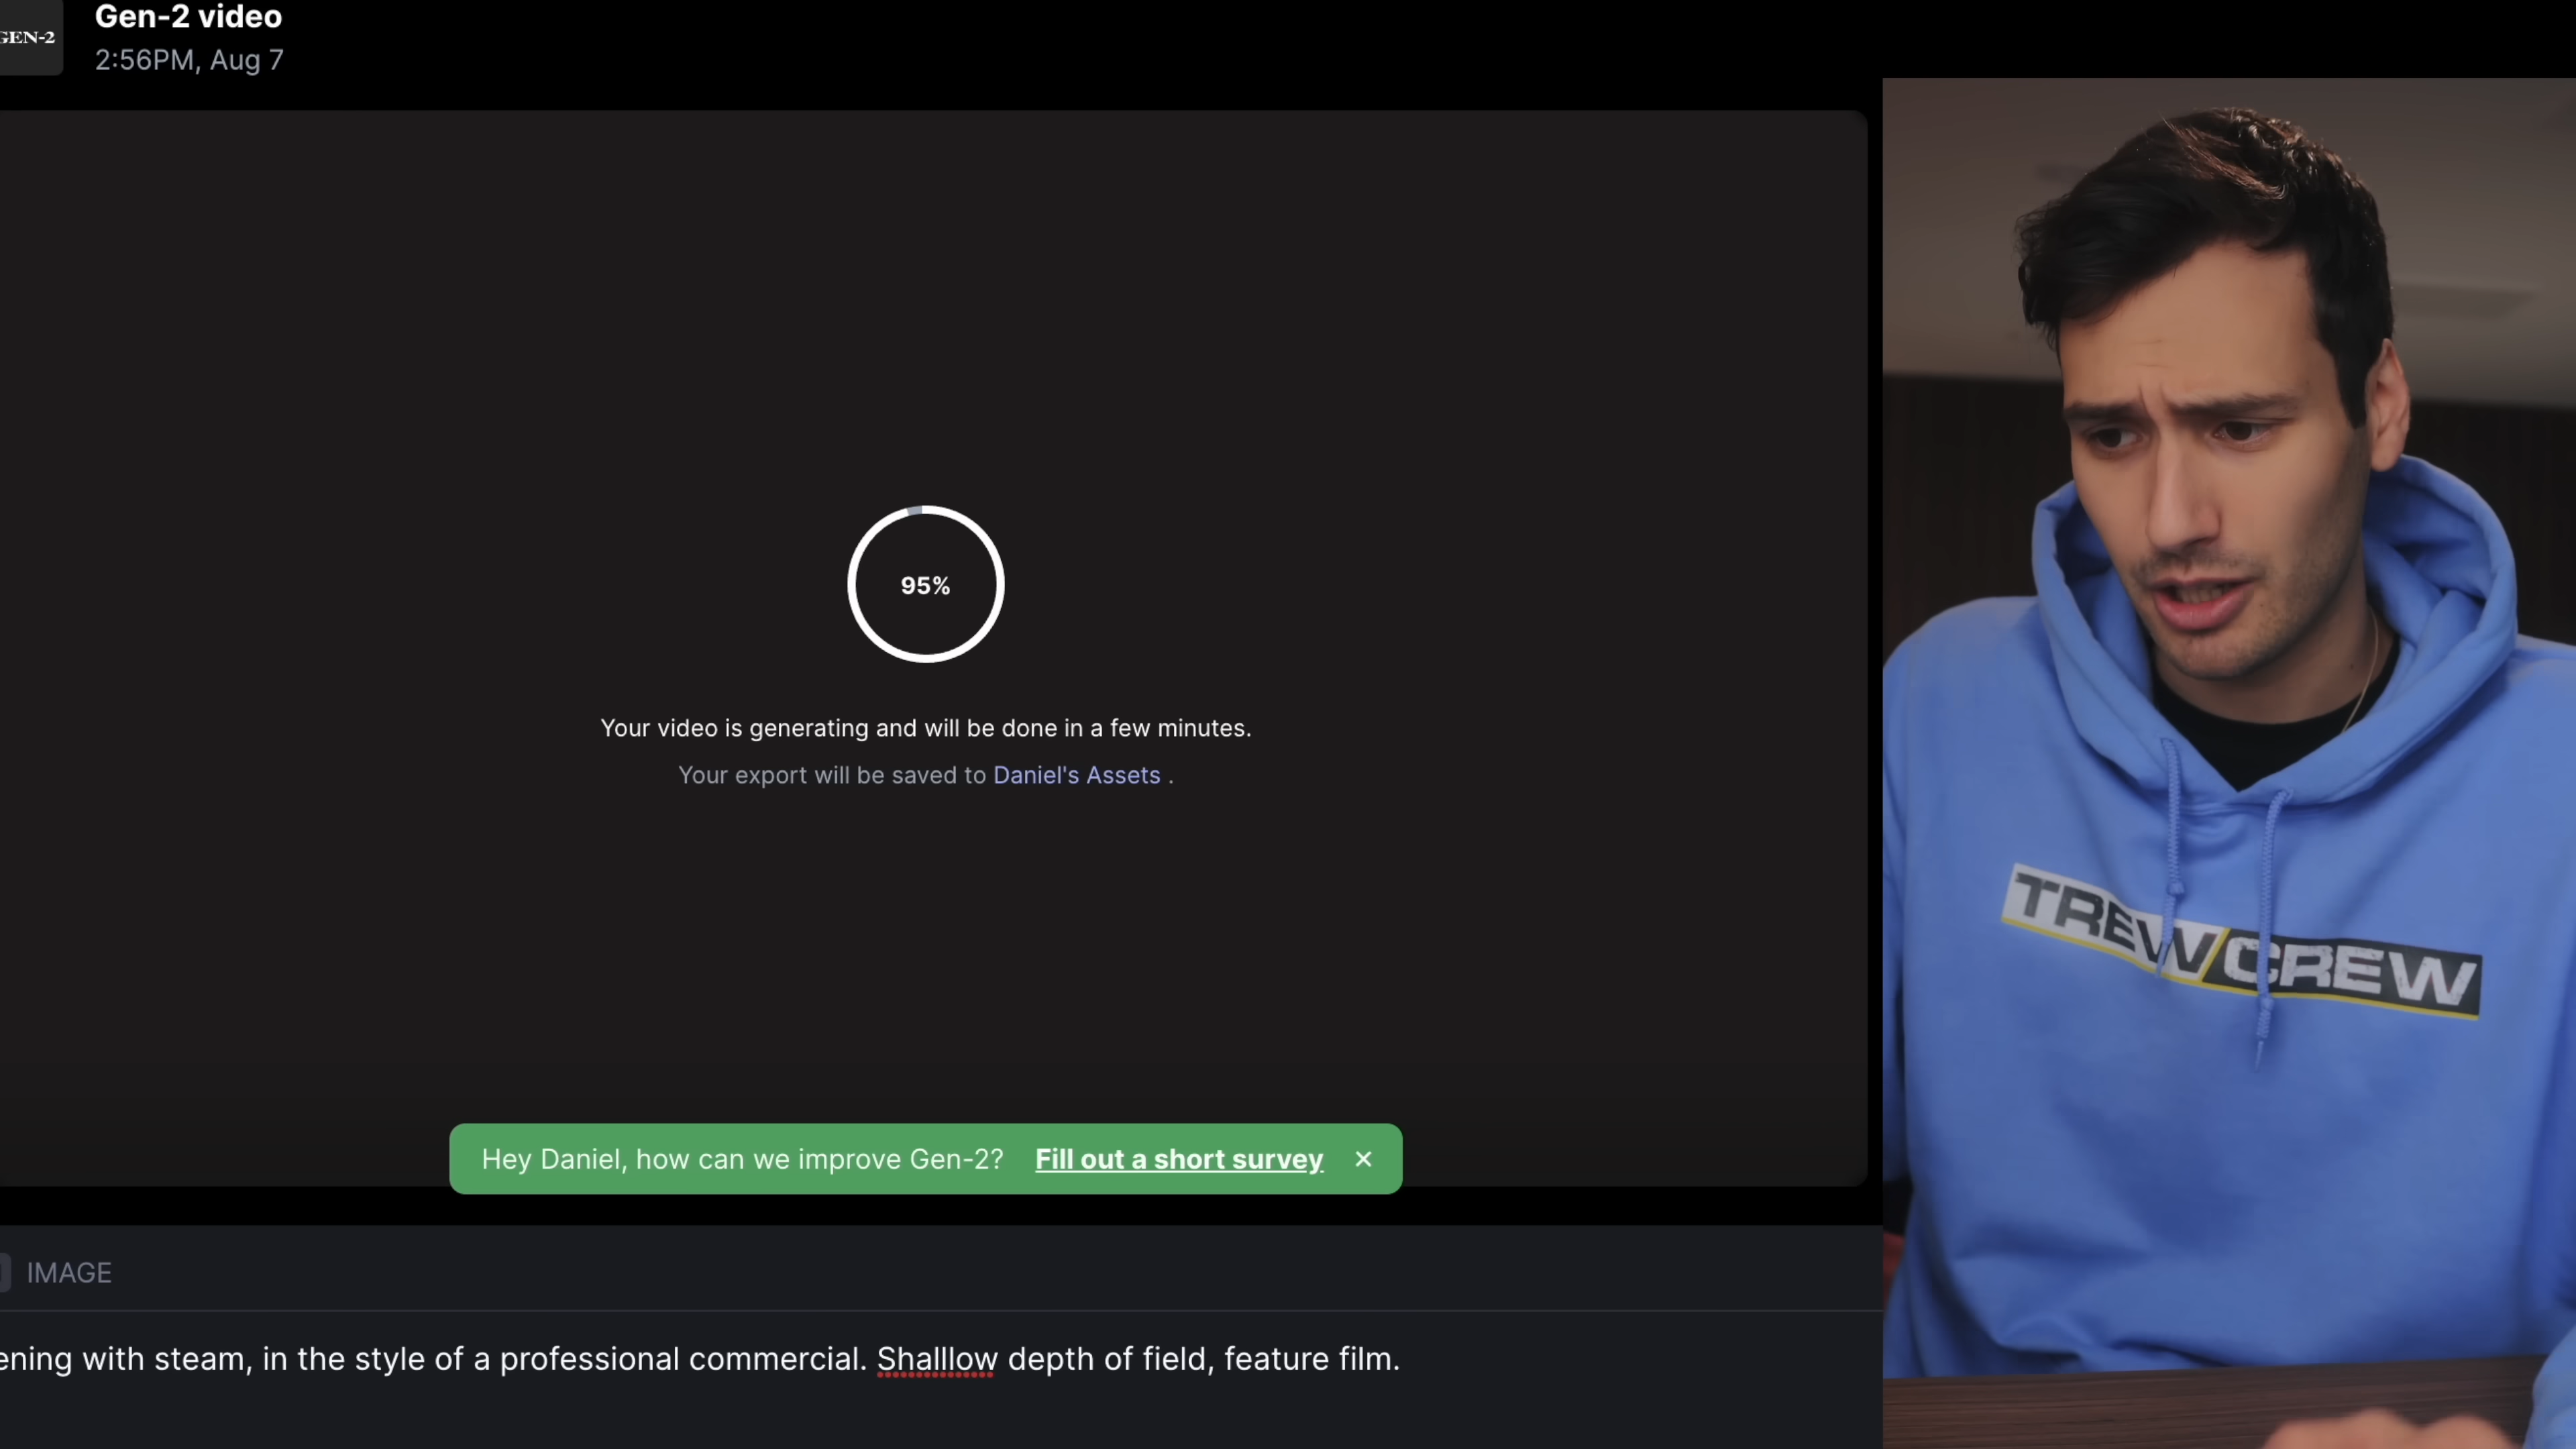 GEN-2
Gen-2 video
2:56PM, Aug 7
95%
Your video is generating and will be done in a few minutes.
Your export will be saved to Daniel's Assets .
Hey Daniel, how can we improve Gen-2? Fill out a short survey ×
IMAGE
ening with steam, in the style of a professional commercial. Shalllow depth of field, feature film.
TREW/CREW